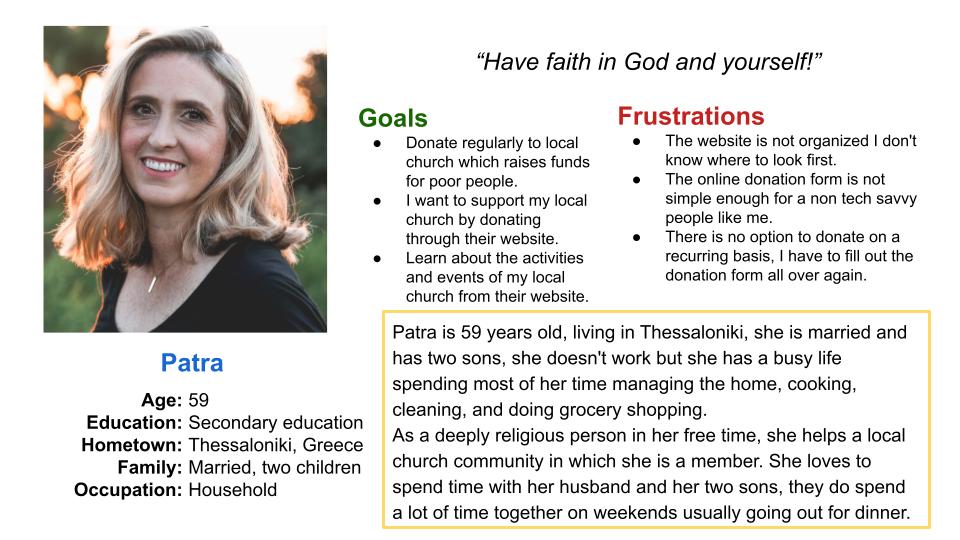 “Have faith in God and yourself!”
Goals
● Donate regularly to local
church which raises funds
for poor people.
● I want to support my local
church by donating
through their website.
● Learn about the activities
and events of my local
church from their website.
Frustrations
● The website is not organized I don't
know where to look first.
● The online donation form is not
simple enough for a non tech savvy
people like me.
● There is no option to donate on a
recurring basis, I have to fill out the
donation form all over again.
Patra
Age: 59
Education: Secondary education
Hometown: Thessaloniki, Greece
Family: Married, two children
Occupation: Household
Patra is 59 years old, living in Thessaloniki, she is married and
has two sons, she doesn't work but she has a busy life
spending most of her time managing the home, cooking,
cleaning, and doing grocery shopping.
As a deeply religious person in her free time, she helps a local
church community in which she is a member. She loves to
spend time with her husband and her two sons, they do spend
a lot of time together on weekends usually going out for dinner.